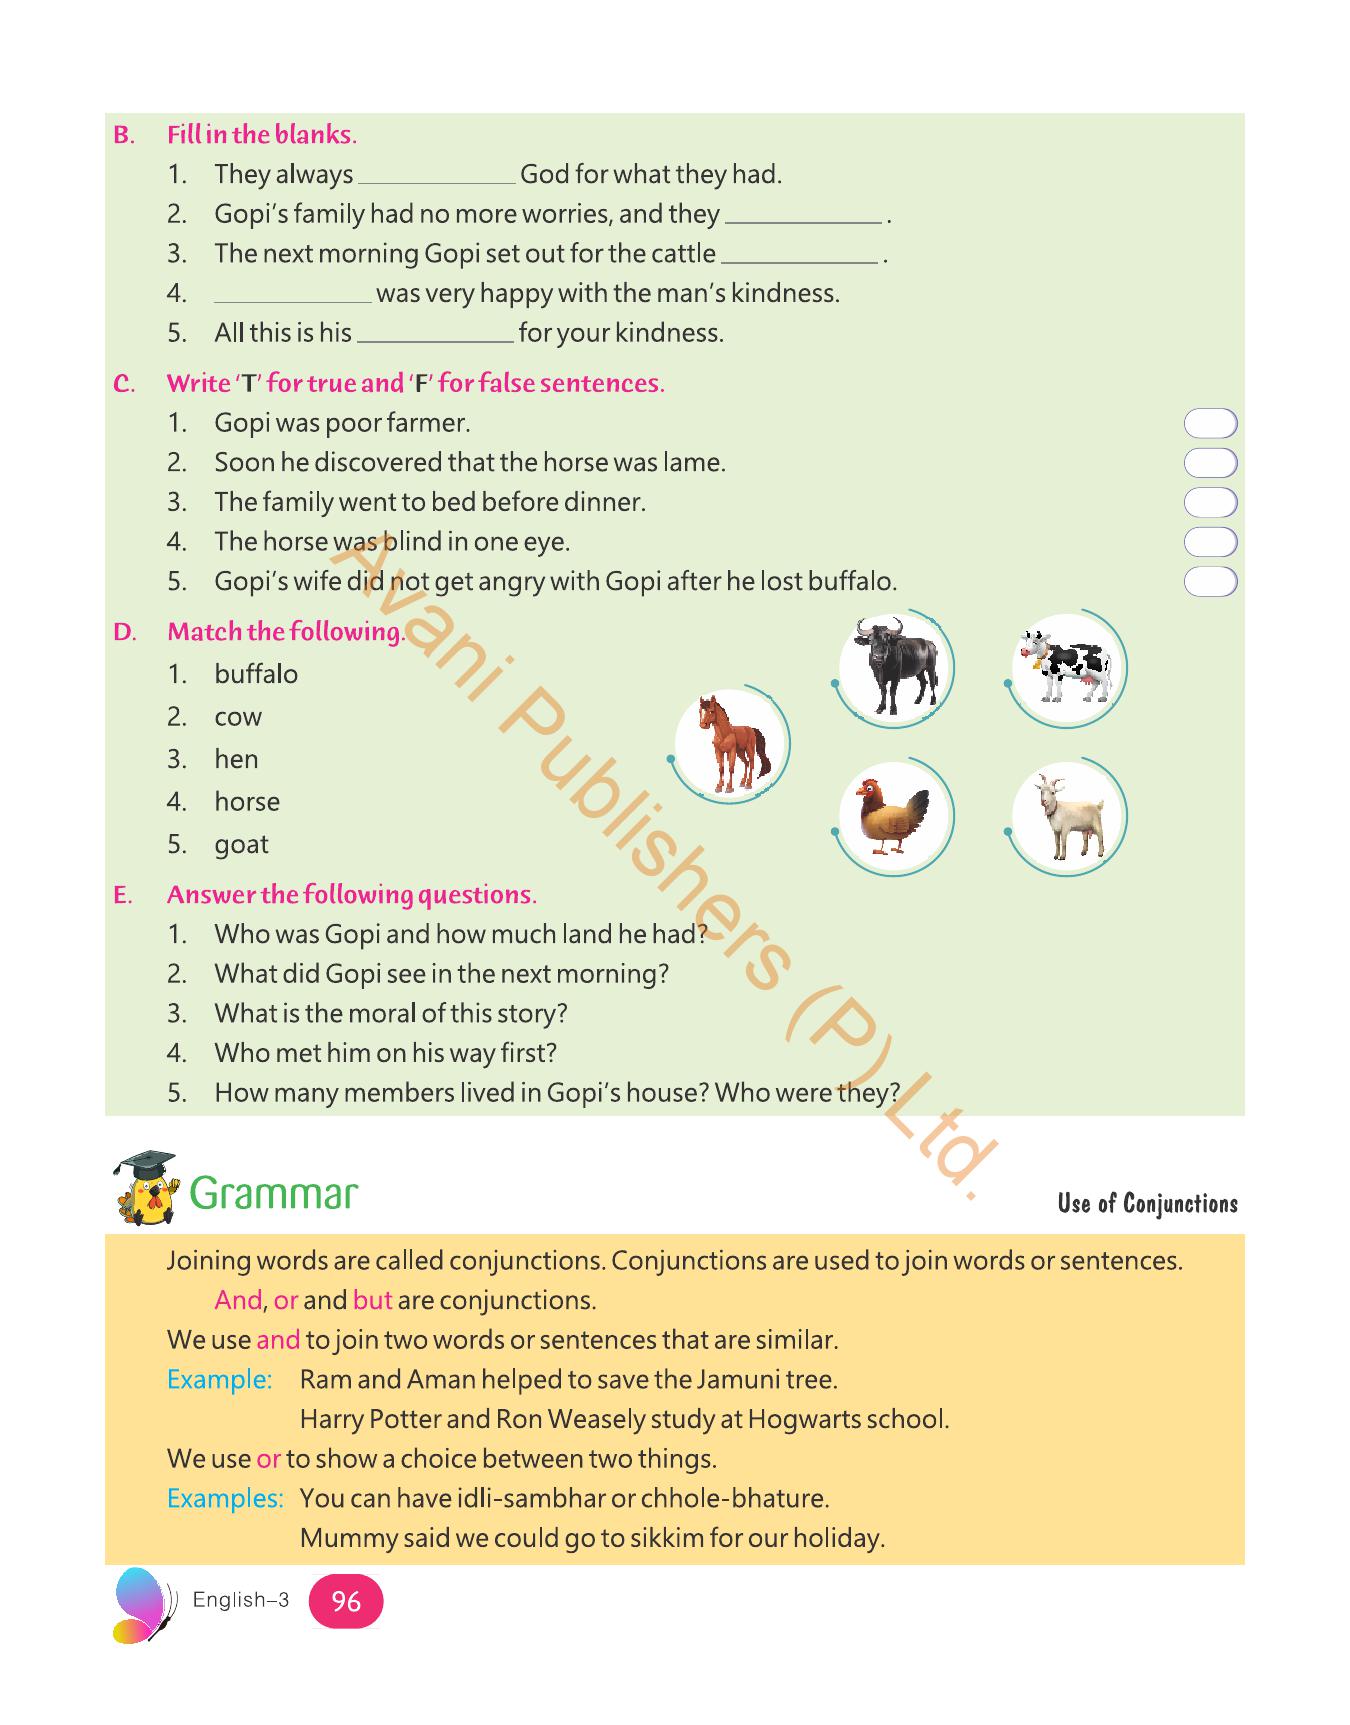 B. Fill in the blanks.
1. They always ____________ God for what they had.
2. Gopi’s family had no more worries, and they ____________ .
3. The next morning Gopi set out for the cattle ____________ .
4. ____________ was very happy with the man’s kindness.
5. All this is his ____________ for your kindness.
C. Write ‘T’ for true and ‘F’ for false sentences.
1. Gopi was poor farmer.
2. Soon he discovered that the horse was lame.
3. The family went to bed before dinner.
4. The horse was blind in one eye.
5. Gopi’s wife did not get angry with Gopi after he lost buffalo.
D. Match the following.
1. buffalo
2. cow
3. hen
4. horse
5. goat
E. Answer the following questions.
1. Who was Gopi and how much land he had?
2. What did Gopi see in the next morning?
3. What is the moral of this story?
4. Who met him on his way first?
5. How many members lived in Gopi’s house? Who were they?
Avani Publishers (P) Ltd.
Grammar
Use of Conjunctions
Joining words are called conjunctions. Conjunctions are used to join words or sentences.
And, or and but are conjunctions.
We use and to join two words or sentences that are similar.
Example: Ram and Aman helped to save the Jamuni tree.
Harry Potter and Ron Weasely study at Hogwarts school.
We use or to show a choice between two things.
Examples: You can have idli-sambhar or chhole-bhature.
Mummy said we could go to sikkim for our holiday.
English–3 96